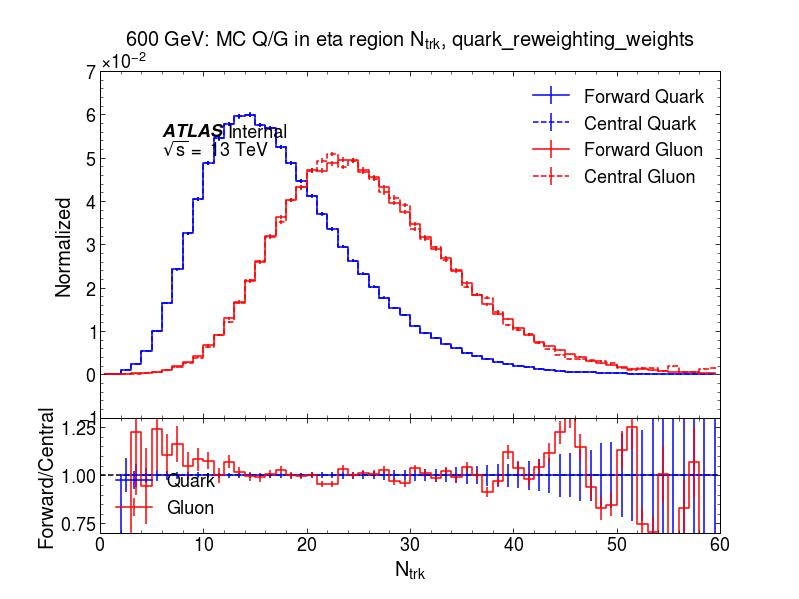 600 GeV: MC Q/G in eta region N_trk, quark_reweighting_weights
×10⁻²
7
6
5
4
3
2
1
0
−1
Normalized
ATLAS Internal
√s = 13 TeV
Forward Quark
Central Quark
Forward Gluon
Central Gluon
1.25
1.00
0.75
Forward/Central
Quark
Gluon
0 10 20 30 40 50 60
N_trk